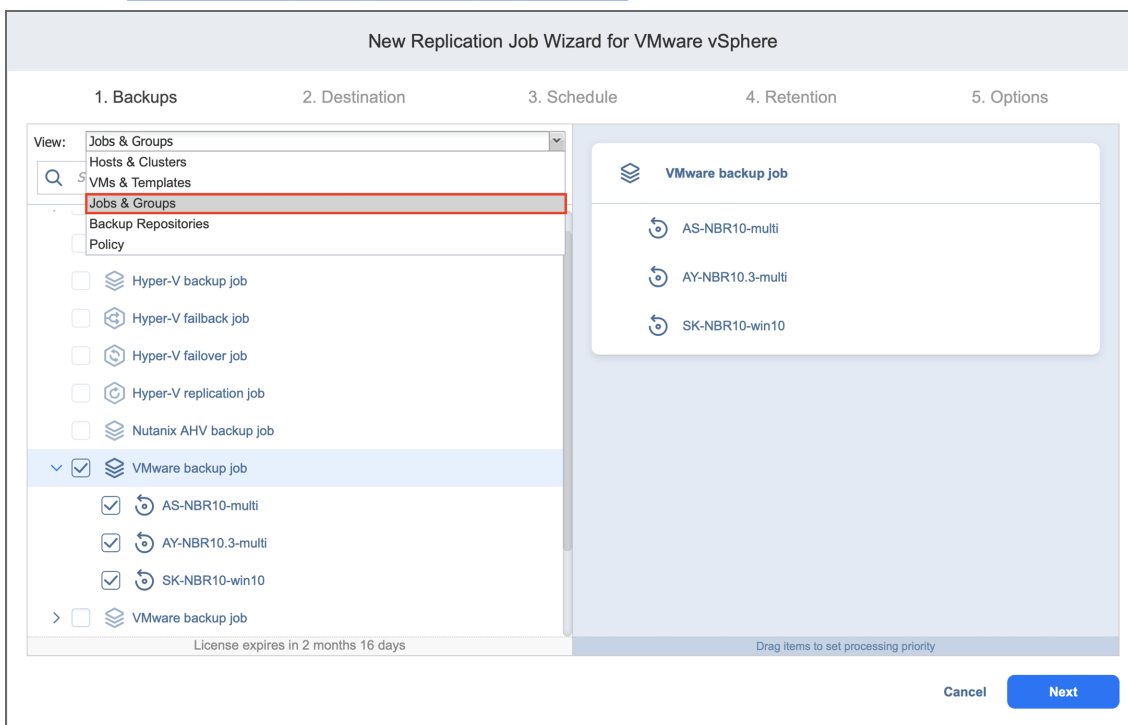 New Replication Job Wizard for VMware vSphere
1. Backups 2. Destination 3. Schedule 4. Retention 5. Options
View: Jobs & Groups
Hosts & Clusters
VMs & Templates
Jobs & Groups
Backup Repositories
Policy
Hyper-V backup job
Hyper-V failback job
Hyper-V failover job
Hyper-V replication job
Nutanix AHV backup job
VMware backup job
AS-NBR10-multi
AY-NBR10.3-multi
SK-NBR10-win10
VMware backup job
License expires in 2 months 16 days
VMware backup job
AS-NBR10-multi
AY-NBR10.3-multi
SK-NBR10-win10
Drag items to set processing priority
Cancel Next